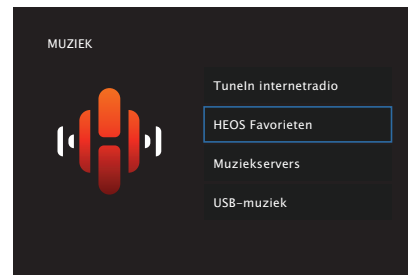 MUZIEK
TuneIn internetradio
HEOS Favorieten
Muziekservers
USB-muziek